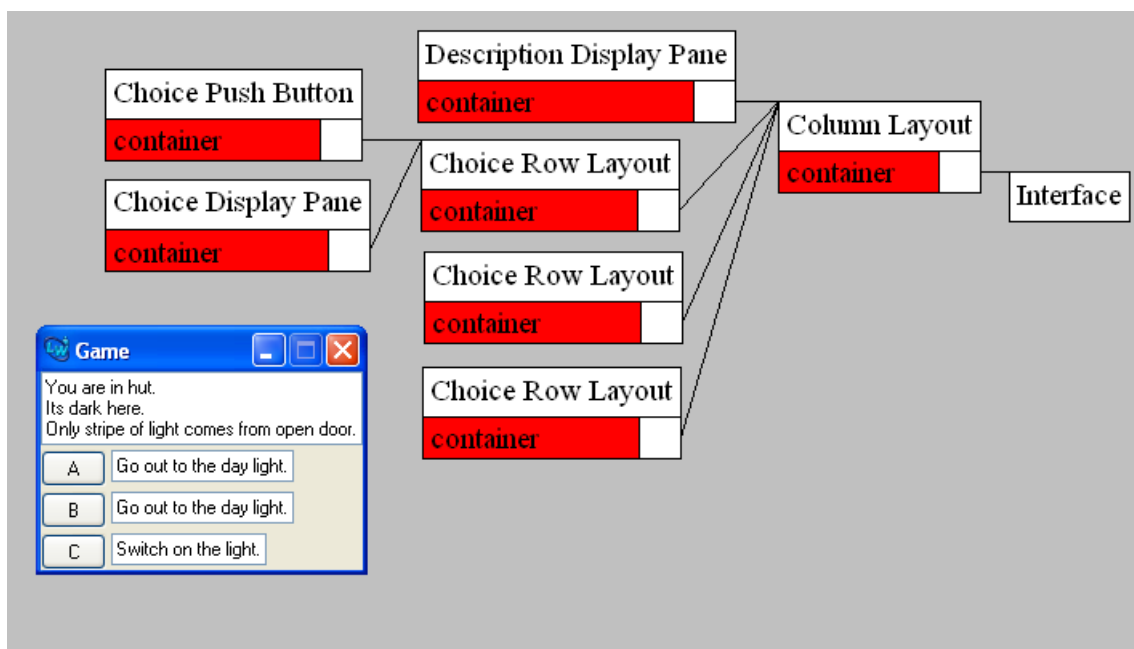 Description Display Pane
container
Choice Push Button
container
Choice Display Pane
container
Choice Row Layout
container
Choice Row Layout
container
Choice Row Layout
container
Column Layout
container
Interface
LW Game
You are in hut.
Its dark here.
Only stripe of light comes from open door.
A Go out to the day light.
B Go out to the day light.
C Switch on the light.